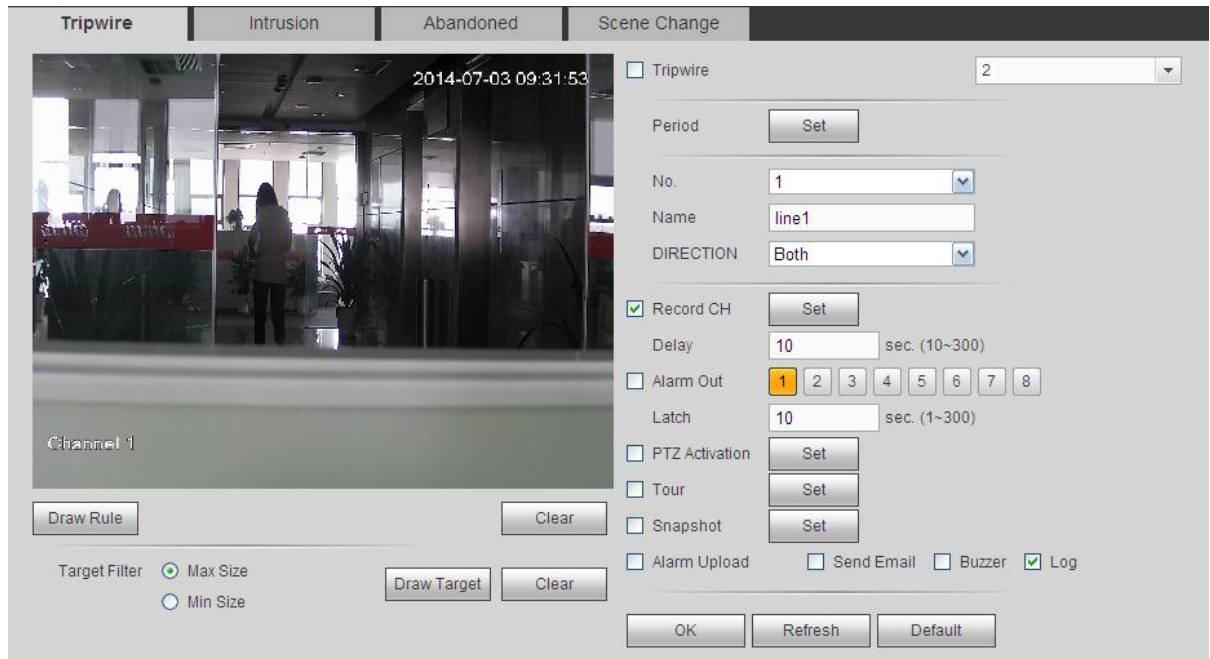 Tripwire
Intrusion
Abandoned
Scene Change
2014-07-03 09:31:53
Channel 1
Draw Rule
Clear
Target Filter
Max Size
Min Size
Draw Target
Clear
Tripwire
2
Period
Set
No.
1
Name
line1
DIRECTION
Both
Record CH
Set
Delay
10
sec. (10~300)
Alarm Out
1 2 3 4 5 6 7 8
Latch
10
sec. (1~300)
PTZ Activation
Set
Tour
Set
Snapshot
Set
Alarm Upload
Send Email
Buzzer
Log
OK
Refresh
Default